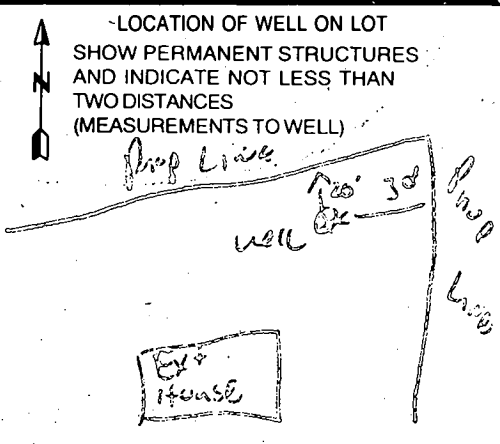 LOCATION OF WELL ON LOT
SHOW PERMANENT STRUCTURES
AND INDICATE NOT LESS THAN
TWO DISTANCES
(MEASUREMENTS TO WELL)
N
Prop Line
Prop
Line
well
Ex
House